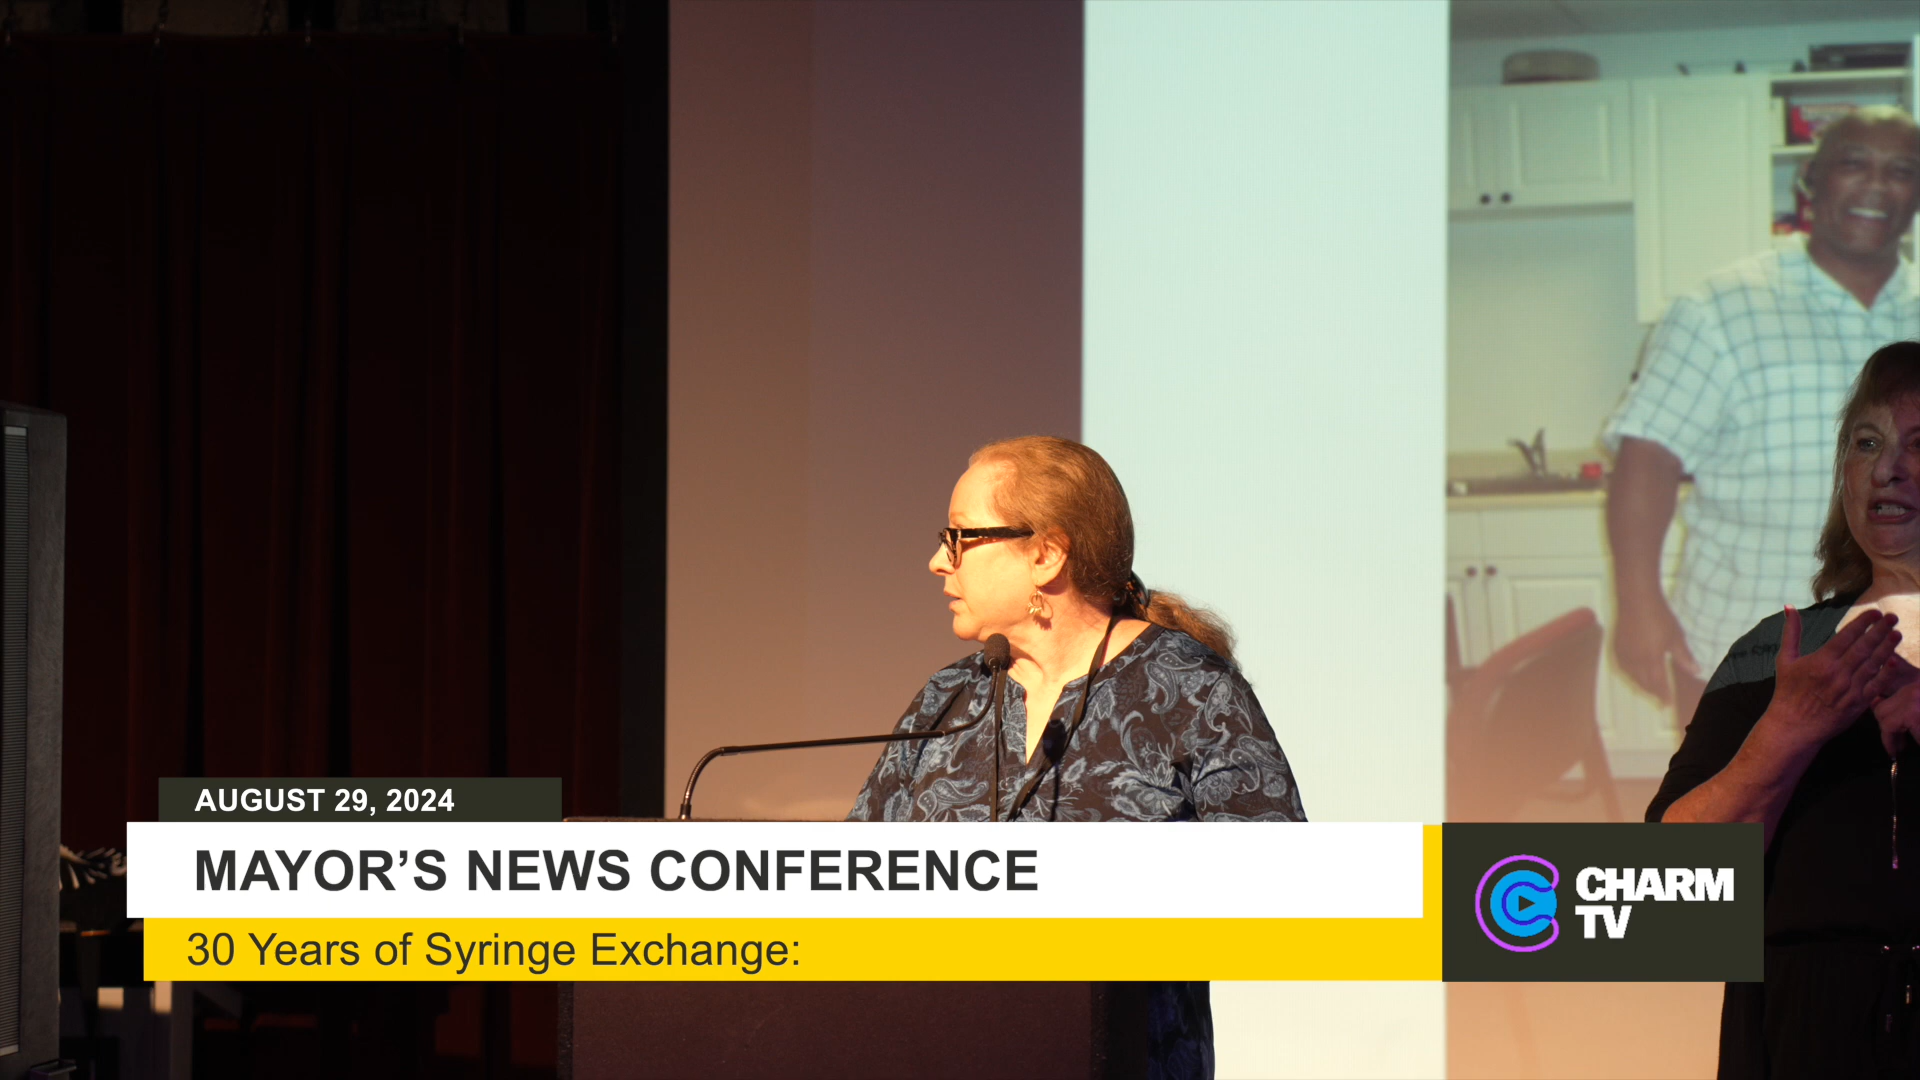 AUGUST 29, 2024
MAYOR'S NEWS CONFERENCE
30 Years of Syringe Exchange:
CHARM
TV